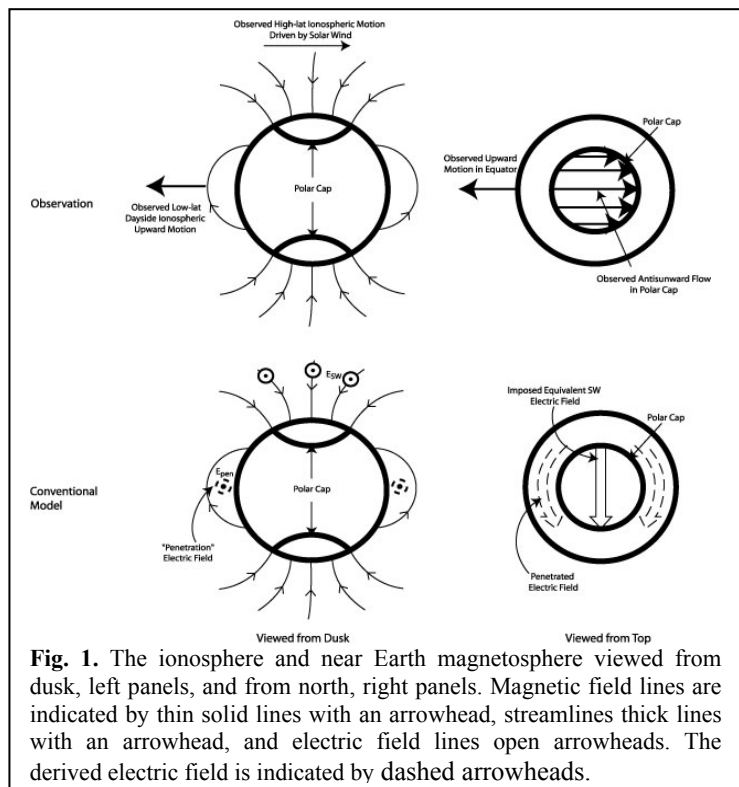 Observed High-lat Ionospheric Motion
Driven by Solar Wind
Polar Cap
Observed Upward
Motion in Equator
Polar Cap
Observation
Observed Low-lat
Dayside Ionospheric
Upward Motion
Observed Antisunward Flow
in Polar Cap
E_SW
Imposed Equivalent SW
Electric Field
Polar Cap
E_pen
Polar Cap
Conventional
Model
"Penetration"
Electric Field
Penetrated
Electric Field
Viewed from Dusk
Viewed from Top
Fig. 1. The ionosphere and near Earth magnetosphere viewed from
dusk, left panels, and from north, right panels. Magnetic field lines are
indicated by thin solid lines with an arrowhead, streamlines thick lines
with an arrowhead, and electric field lines open arrowheads. The
derived electric field is indicated by dashed arrowheads.